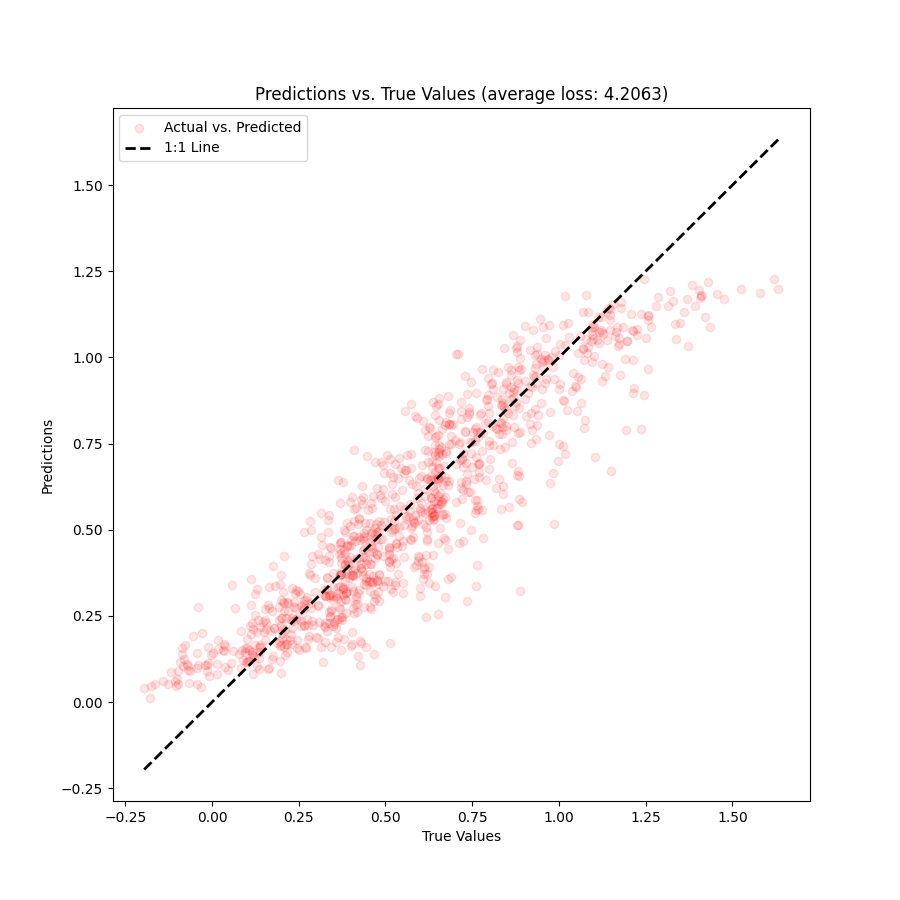 Predictions vs. True Values (average loss: 4.2063)
Actual vs. Predicted
1:1 Line
1.50
1.25
1.00
0.75
0.50
0.25
0.00
−0.25
Predictions
−0.25 0.00 0.25 0.50 0.75 1.00 1.25 1.50
True Values